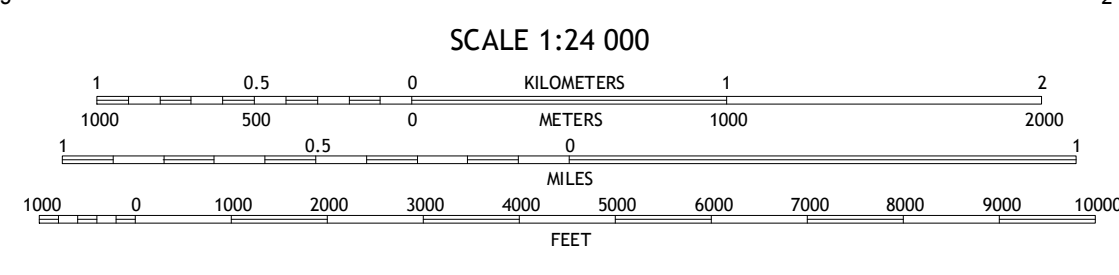 SCALE 1:24 000
1 0.5 0 KILOMETERS 1 2
1000 500 0 METERS 1000 2000
1 0.5 0 1
MILES
1000 0 1000 2000 3000 4000 5000 6000 7000 8000 9000 10000
FEET